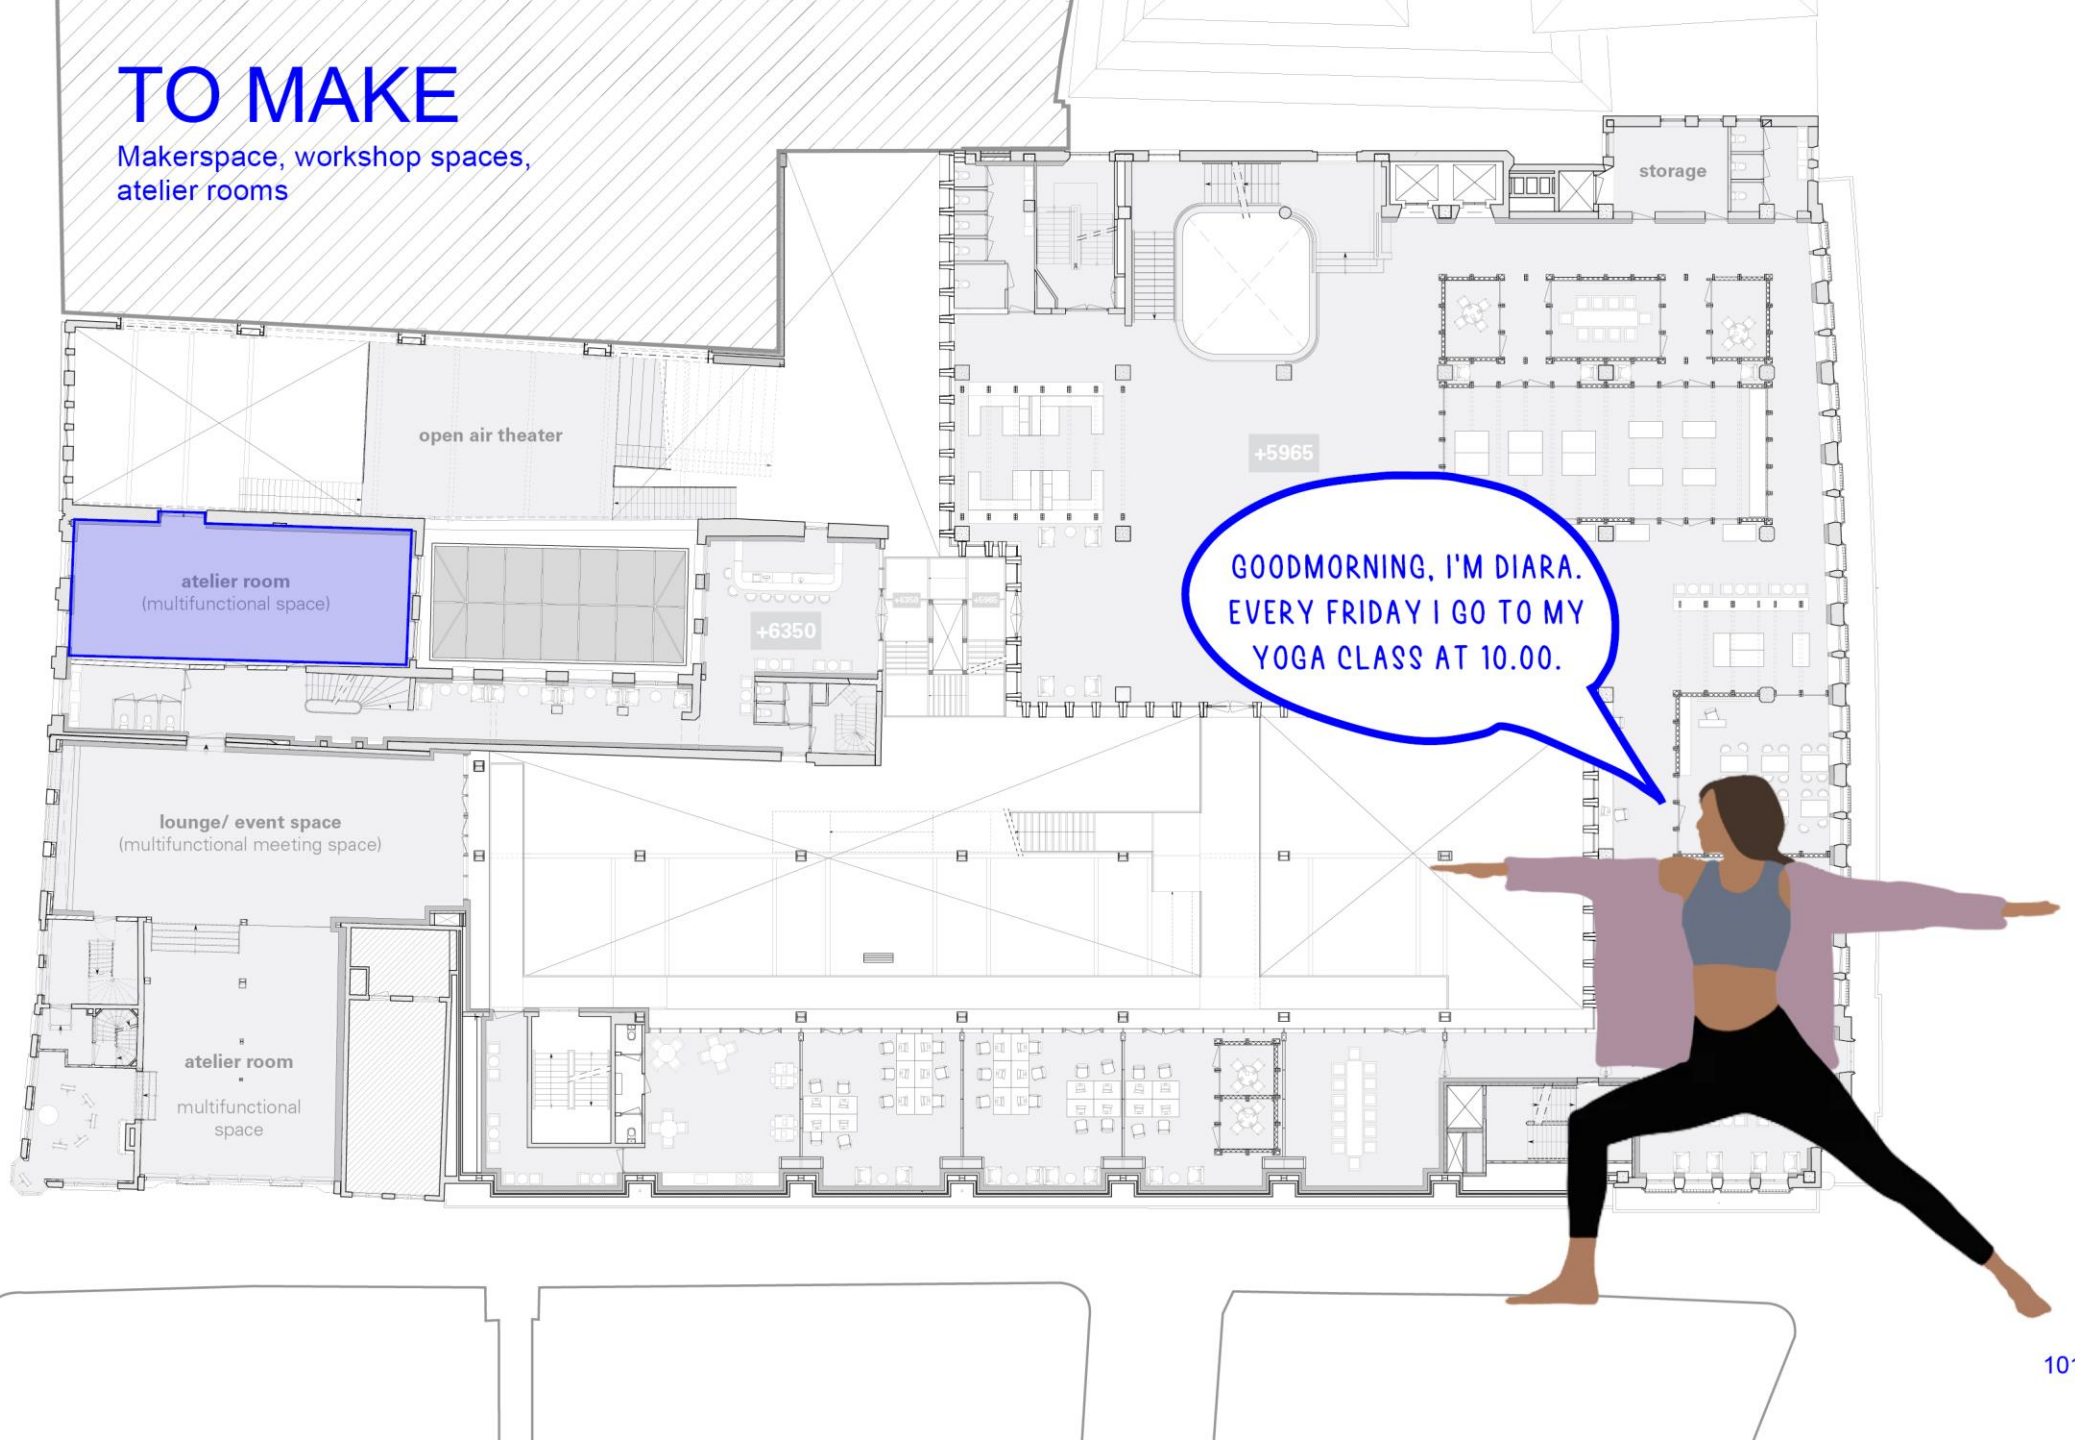 TO MAKE
Makerspace, workshop spaces,
atelier rooms
storage
open air theater
+5965
GOODMORNING, I'M DIARA.
EVERY FRIDAY I GO TO MY
YOGA CLASS AT 10.00.
atelier room
(multifunctional space)
+6350
lounge/ event space
(multifunctional meeting space)
atelier room
multifunctional
space
101